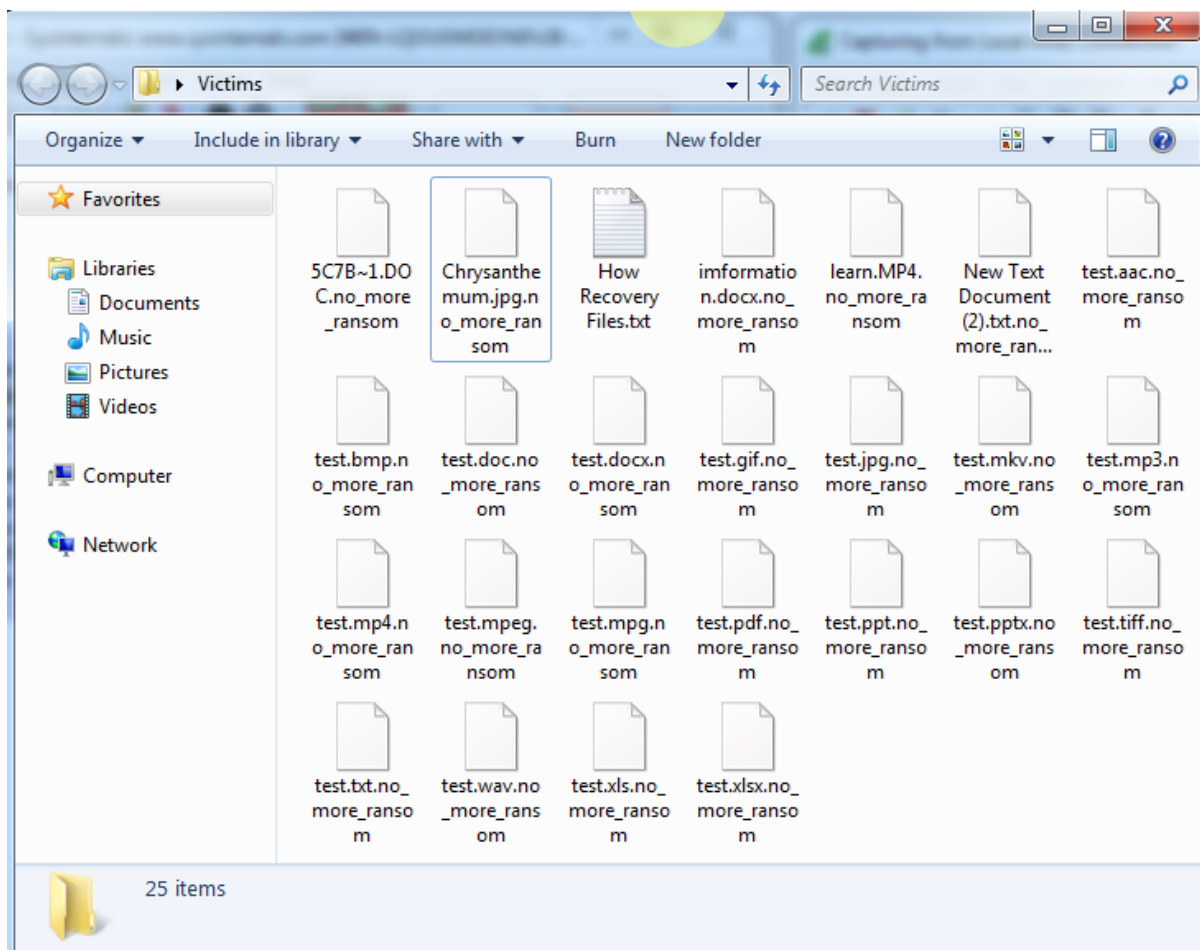 Victims
Search Victims
Organize
Include in library
Share with
Burn
New folder
Favorites
Libraries
Documents
Music
Pictures
Videos
Computer
Network
5C7B~1.DO
C.no_more
_ransom
Chrysanthe
mum.jpg.n
o_more_ran
som
How
Recovery
Files.txt
imformatio
n.docx.no_
more_ranso
m
learn.MP4.
no_more_ra
nsom
New Text
Document
(2).txt.no_
more_ran...
test.aac.no_
more_ranso
m
test.bmp.n
o_more_ran
som
test.doc.no
_more_rans
om
test.docx.n
o_more_ran
som
test.gif.no_
more_ranso
m
test.jpg.no_
more_ranso
m
test.mkv.no
_more_rans
om
test.mp3.n
o_more_ran
som
test.mp4.n
o_more_ran
som
test.mpeg.
no_more_ra
nsom
test.mpg.n
o_more_ran
som
test.pdf.no_
more_ranso
m
test.ppt.no_
more_ranso
m
test.pptx.no
_more_rans
om
test.tiff.no_
more_ranso
m
test.txt.no_
more_ranso
m
test.wav.no
_more_rans
om
test.xls.no_
more_ranso
m
test.xlsx.no_
more_ranso
m
25 items